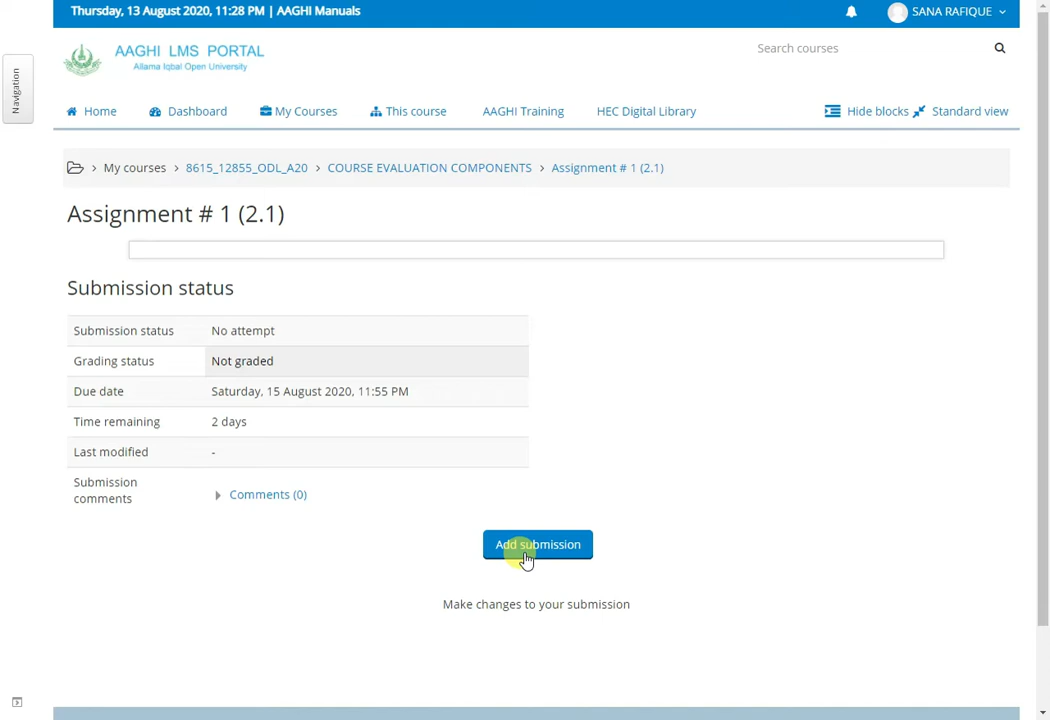 Thursday, 13 August 2020, 11:28 PM | AAGHI Manuals
SANA RAFIQUE
AAGHI LMS PORTAL
Allama Iqbal Open University
Search courses
Navigation
Home Dashboard My Courses This course AAGHI Training HEC Digital Library Hide blocks Standard view
My courses 8615_12855_ODL_A20 COURSE EVALUATION COMPONENTS Assignment # 1 (2.1)
Assignment # 1 (2.1)
Submission status
Submission status No attempt
Grading status Not graded
Due date Saturday, 15 August 2020, 11:55 PM
Time remaining 2 days
Last modified -
Submission
comments
Comments (0)
Add submission
Make changes to your submission